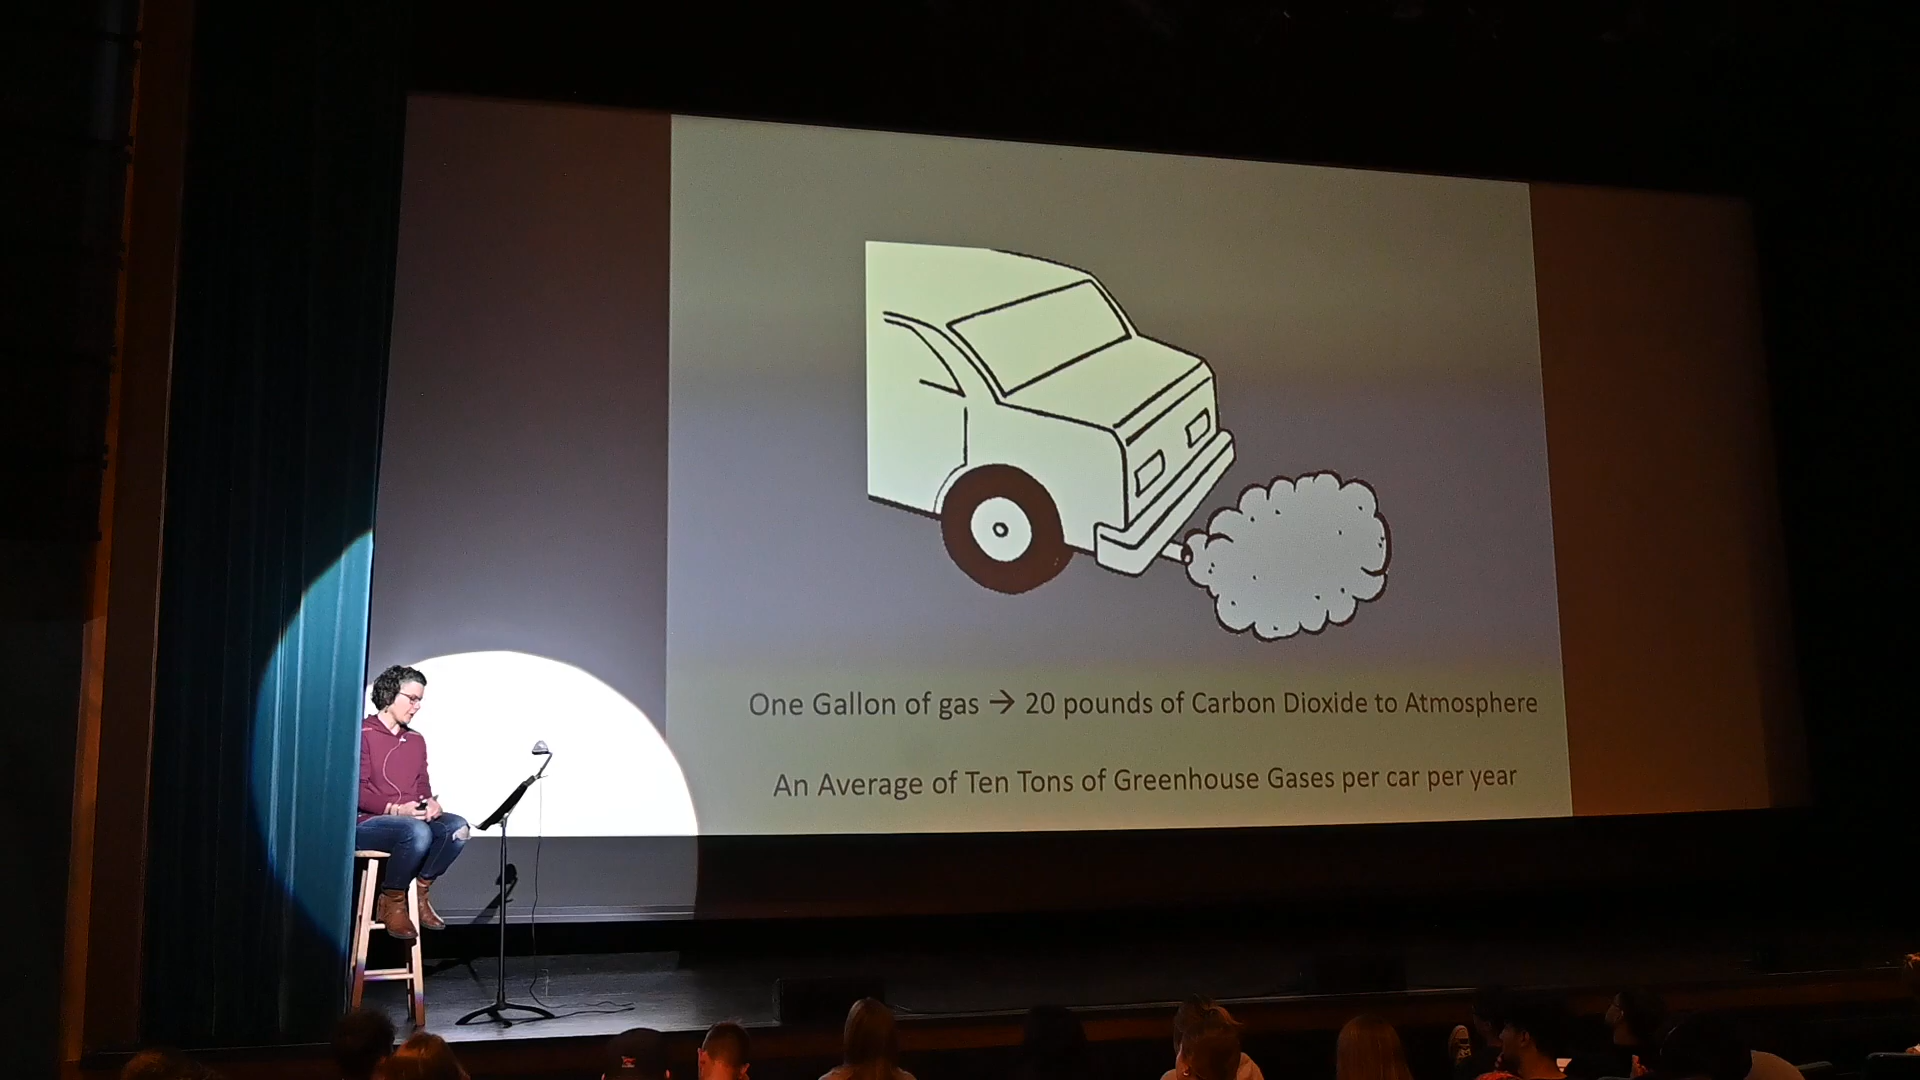 One Gallon of gas → 20 pounds of Carbon Dioxide to Atmosphere
An Average of Ten Tons of Greenhouse Gases per car per year